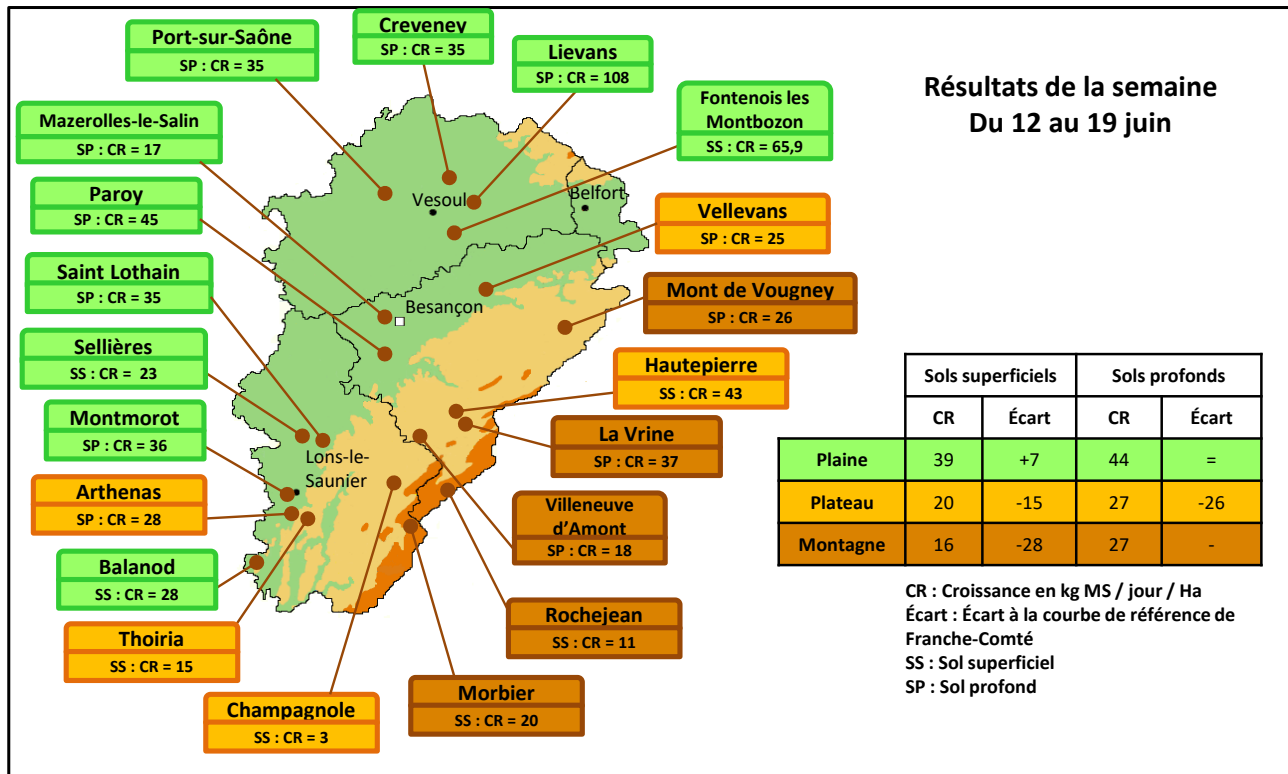 Résultats de la semaine
Du 12 au 19 juin
Port-sur-Saône
SP : CR = 35
Creveney
SP : CR = 35
Lievans
SP : CR = 108
Fontenois les
Montbozon
SS : CR = 65,9
Mazerolles-le-Salin
SP : CR = 17
Paroy
SP : CR = 45
Saint Lothain
SP : CR = 35
Sellières
SS : CR =  23
Montmorot
SP : CR = 36
Arthenas
SP : CR = 28
Balanod
SS : CR = 28
Thoiria
SS : CR = 15
Champagnole
SS : CR = 3
Morbier
SS : CR = 20
Rochejean
SS : CR = 11
Villeneuve
d’Amont
SP : CR = 18
La Vrine
SP : CR = 37
Hautepierre
SS : CR = 43
Mont de Vougney
SP : CR = 26
Vellevans
SP : CR = 25
Vesoul
Belfort
Besançon
Lons-le-
Saunier
Sols superficiels Sols profonds
CR Écart CR Écart
Plaine 39 +7 44 =
Plateau 20 -15 27 -26
Montagne 16 -28 27 -
CR : Croissance en kg MS / jour / Ha
Écart : Écart à la courbe de référence de
Franche-Comté
SS : Sol superficiel
SP : Sol profond